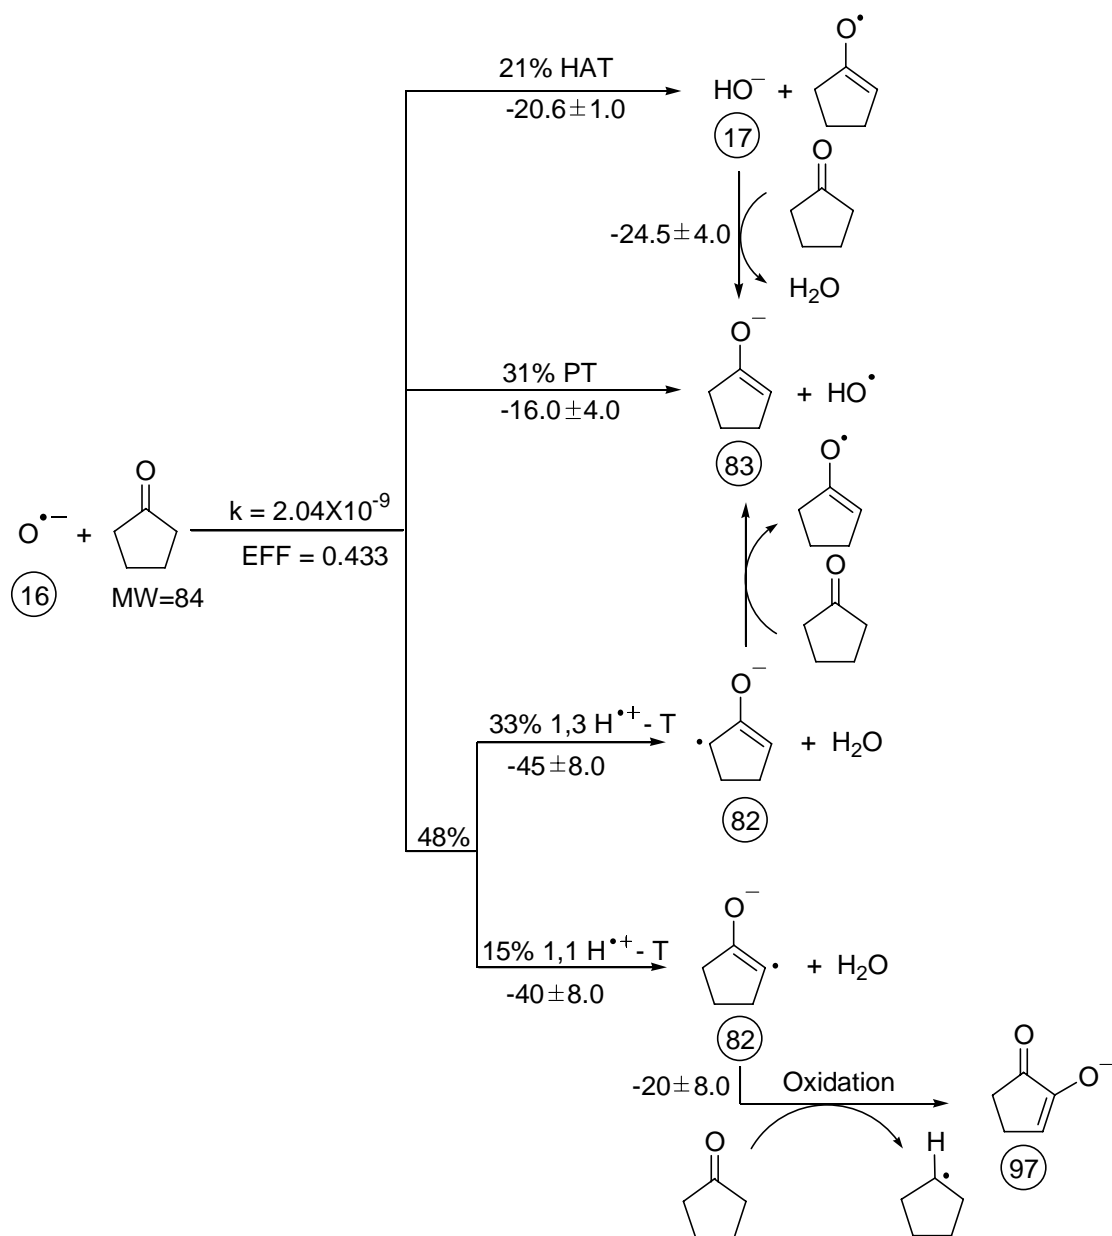 21% HAT
-20.6±1.0
HO⁻ + O•
17
O
-24.5±4.0
H₂O
O⁻
31% PT
-16.0±4.0
+ HO•
83
O•
O•⁻ + O
k = 2.04X10⁻⁹
EFF = 0.433
16
MW=84
O
O⁻
33% 1,3 H•⁺- T
-45±8.0
• + H₂O
82
48%
O⁻
15% 1,1 H•⁺- T
-40±8.0
• + H₂O
82
-20±8.0
Oxidation
O
O⁻
97
O
H
•